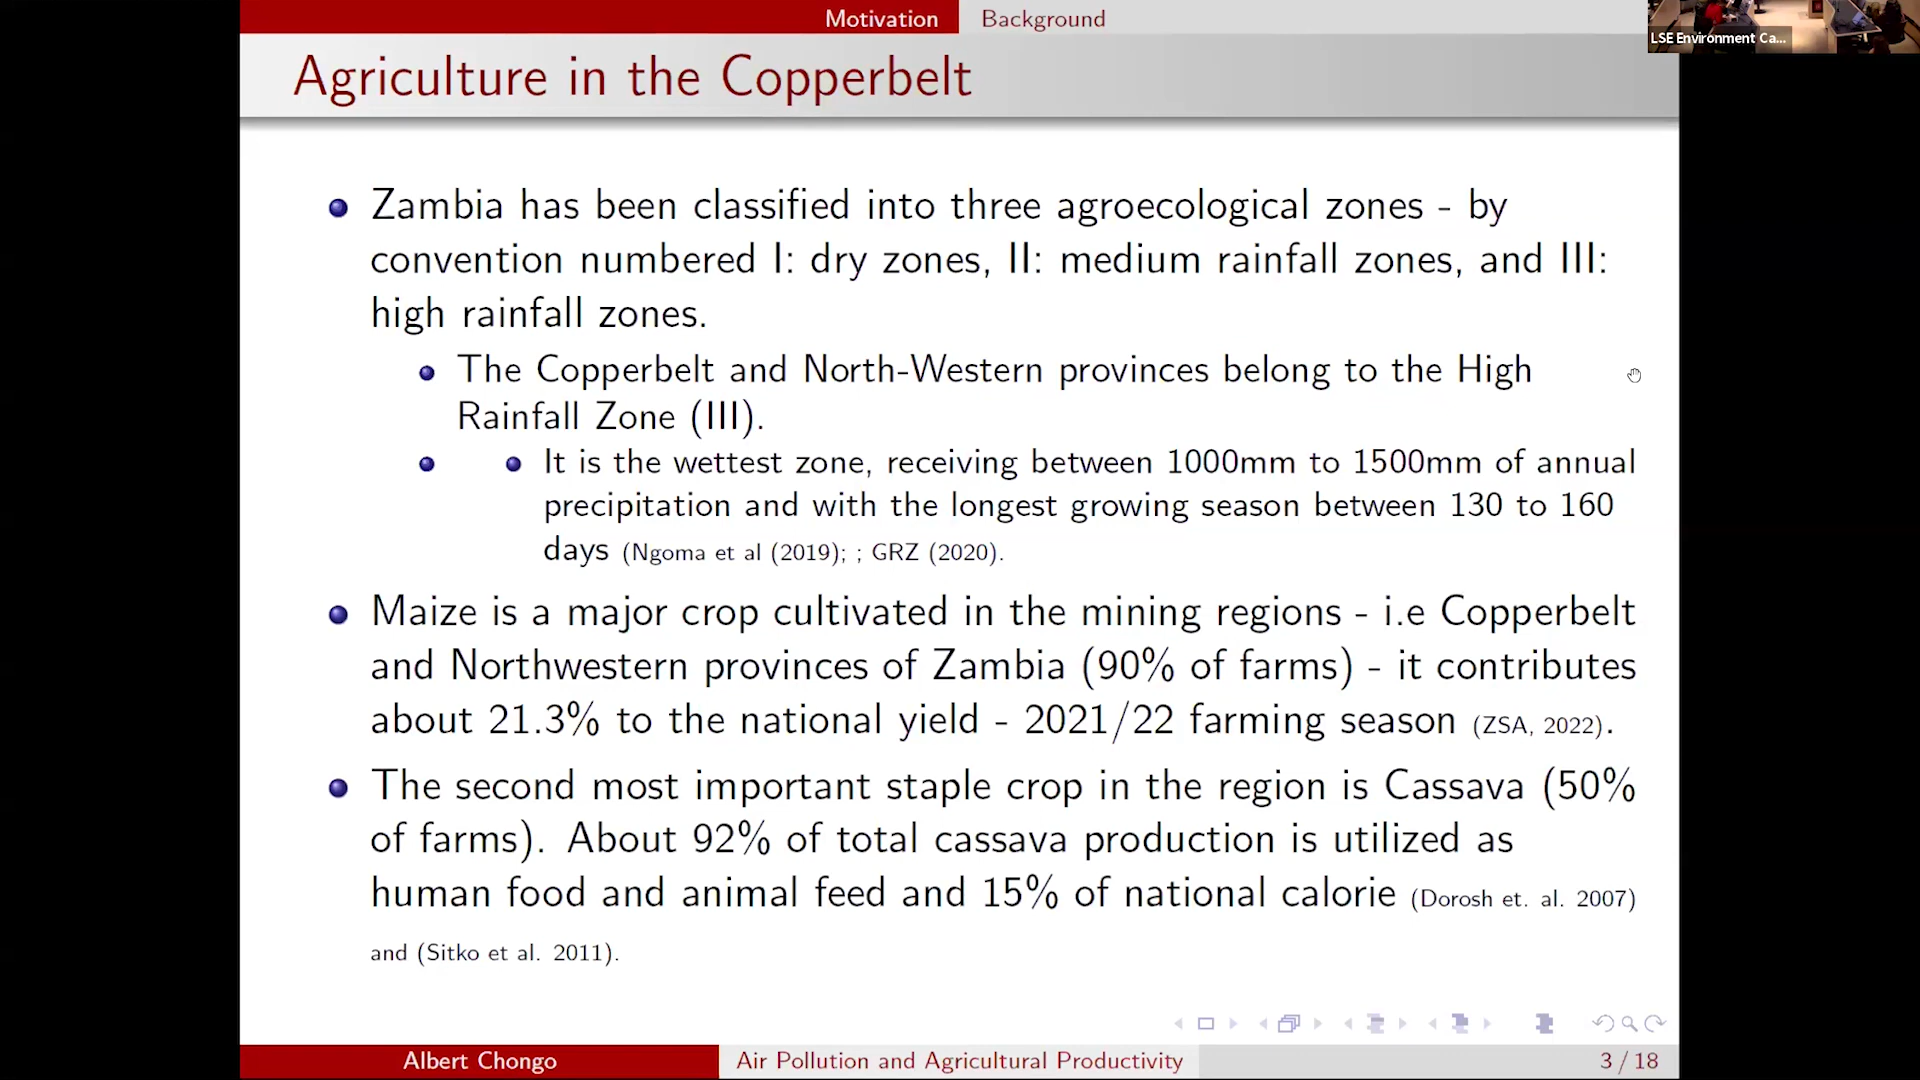 Motivation Background
LSE Environment Ca...
Agriculture in the Copperbelt
Zambia has been classified into three agroecological zones - by
convention numbered I: dry zones, II: medium rainfall zones, and III:
high rainfall zones.
The Copperbelt and North-Western provinces belong to the High
Rainfall Zone (III).
It is the wettest zone, receiving between 1000mm to 1500mm of annual
precipitation and with the longest growing season between 130 to 160
days (Ngoma et al (2019); ; GRZ (2020).
Maize is a major crop cultivated in the mining regions - i.e Copperbelt
and Northwestern provinces of Zambia (90% of farms) - it contributes
about 21.3% to the national yield - 2021/22 farming season (ZSA, 2022).
The second most important staple crop in the region is Cassava (50%
of farms). About 92% of total cassava production is utilized as
human food and animal feed and 15% of national calorie (Dorosh et. al. 2007)
and (Sitko et al. 2011).
Albert Chongo Air Pollution and Agricultural Productivity 3 / 18